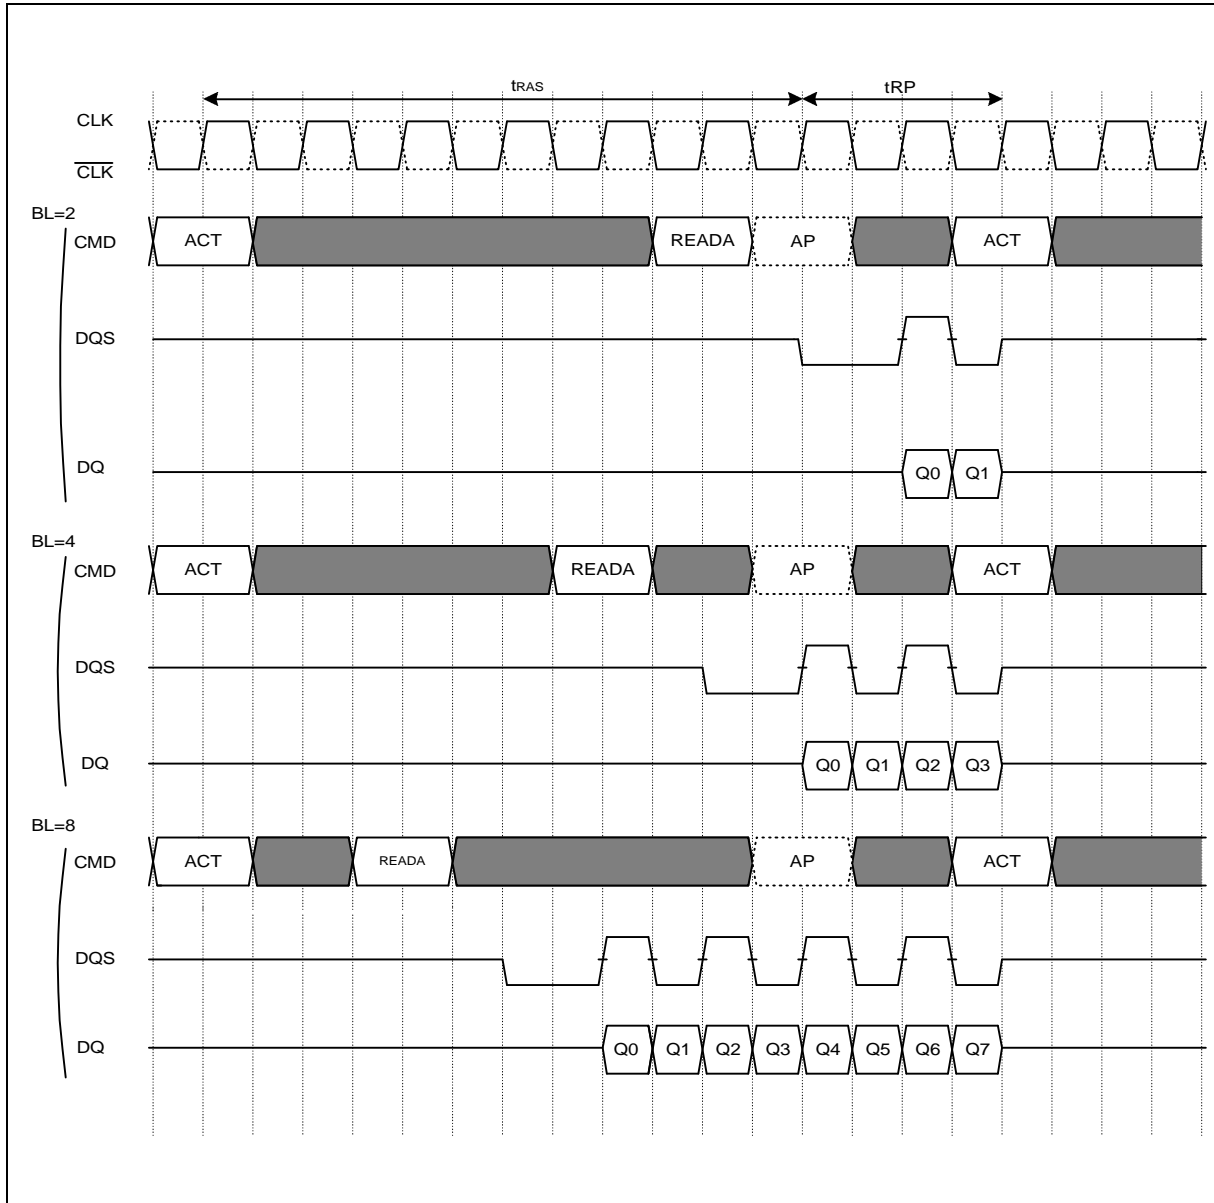 tRAS tRP
CLK
CLK
BL=2
CMD ACT READA AP ACT
DQS
DQ Q0 Q1
BL=4
CMD ACT READA AP ACT
DQS
DQ Q0 Q1 Q2 Q3
BL=8
CMD ACT READA AP ACT
DQS
DQ Q0 Q1 Q2 Q3 Q4 Q5 Q6 Q7